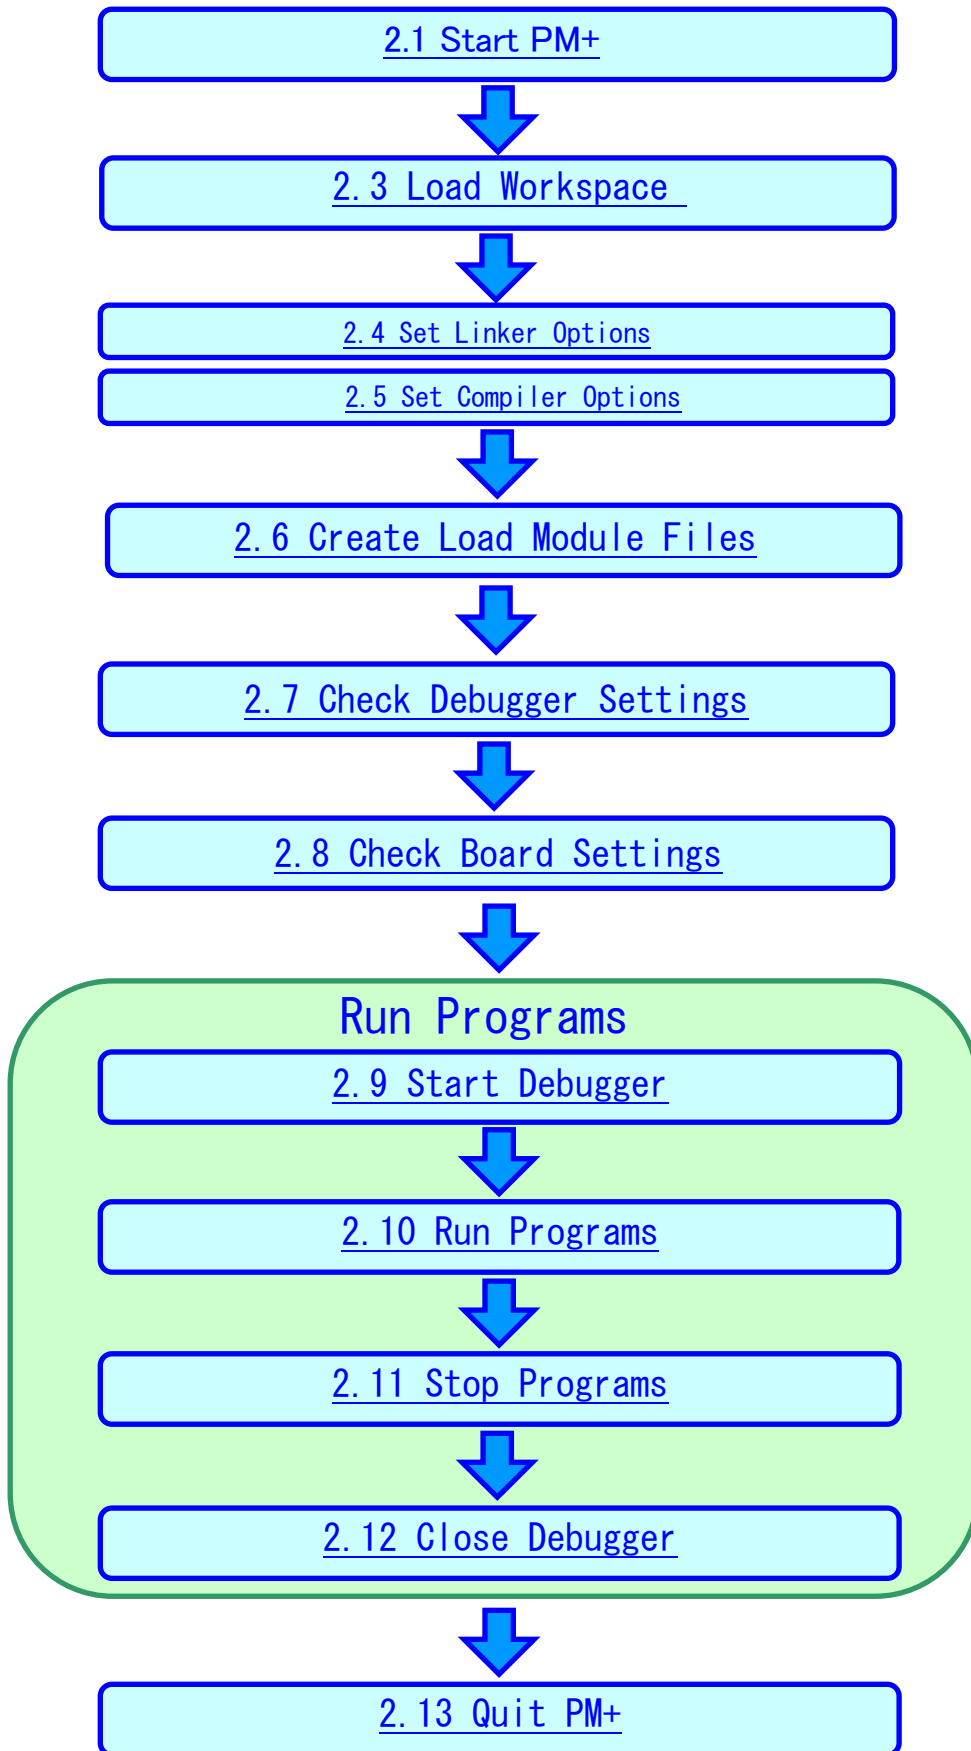 2.1 Start PM+
2.3 Load Workspace
2.4 Set Linker Options
2.5 Set Compiler Options
2.6 Create Load Module Files
2.7 Check Debugger Settings
2.8 Check Board Settings
Run Programs
2.9 Start Debugger
2.10 Run Programs
2.11 Stop Programs
2.12 Close Debugger
2.13 Quit PM+